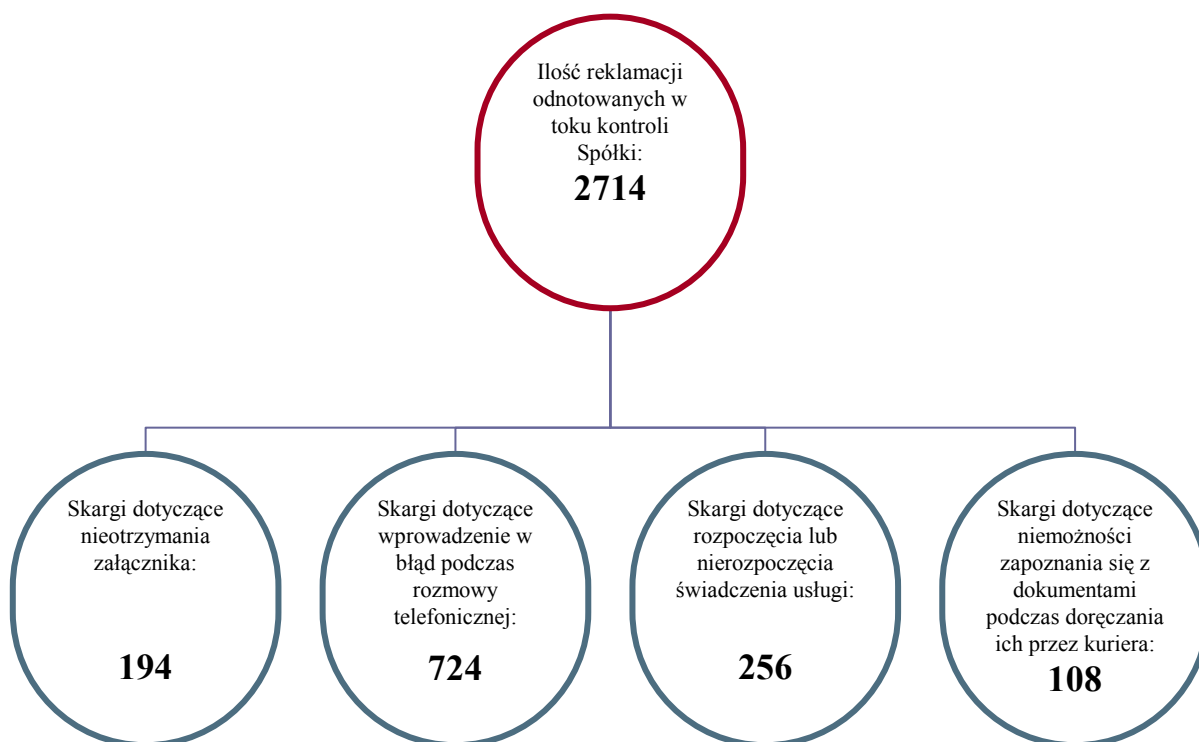 Ilość reklamacji
odnotowanych w
toku kontroli
Spółki:
2714
Skargi dotyczące
nieotrzymania
załącznika:
194
Skargi dotyczące
wprowadzenie w
błąd podczas
rozmowy
telefonicznej:
724
Skargi dotyczące
rozpoczęcia lub
nierozpoczęcia
świadczenia usługi:
256
Skargi dotyczące
niemożności
zapoznania się z
dokumentami
podczas doręczania
ich przez kuriera:
108